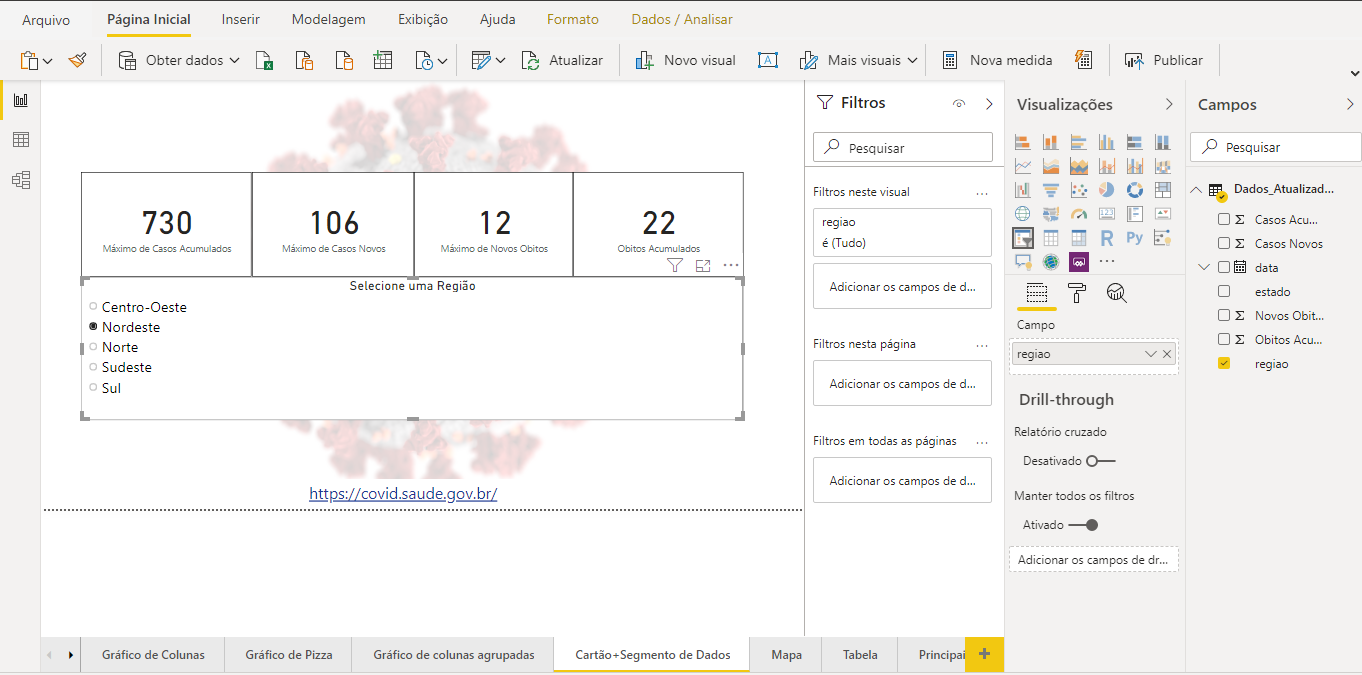 Arquivo Página Inicial Inserir Modelagem Exibição Ajuda Formato Dados / Analisar
Obter dados Atualizar Novo visual Mais visuais Nova medida Publicar
730 106 12 22
Máximo de Casos Acumulados Máximo de Casos Novos Máximo de Novos Obitos Obitos Acumulados
Selecione uma Região
Centro-Oeste
Nordeste
Norte
Sudeste
Sul
https://covid.saude.gov.br/
Filtros
Pesquisar
Filtros neste visual ...
regiao
é (Tudo)
Adicionar os campos de d...
Filtros nesta página ...
Adicionar os campos de d...
Filtros em todas as páginas ...
Adicionar os campos de d...
Visualizações
123
R Py
...
Campo
regiao
Drill-through
Relatório cruzado
Desativado
Manter todos os filtros
Ativado
Adicionar os campos de dr...
Campos
Pesquisar
Dados_Atualizad...
Σ Casos Acu...
Σ Casos Novos
data
estado
Σ Novos Obit...
Σ Obitos Acu...
regiao
Gráfico de Colunas Gráfico de Pizza Gráfico de colunas agrupadas Cartão+Segmento de Dados Mapa Tabela Principai +